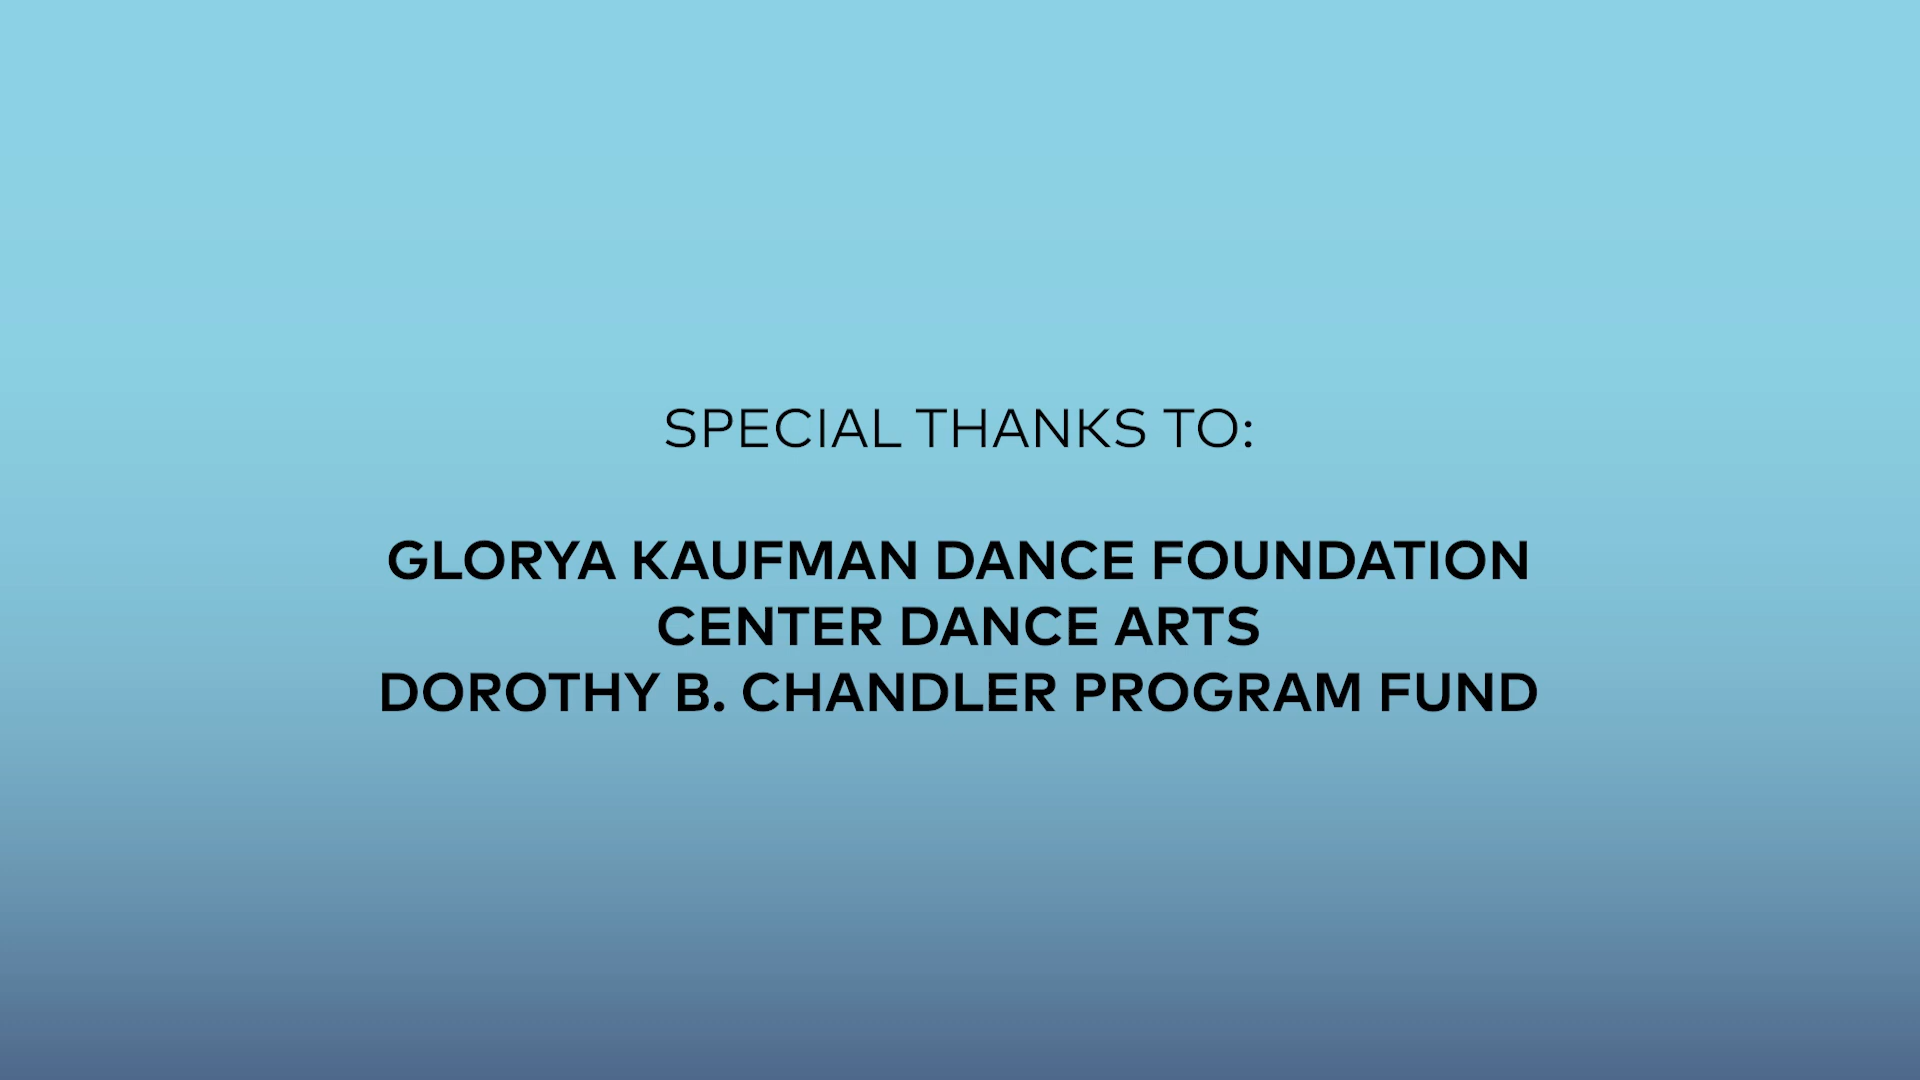 SPECIAL THANKS TO:
GLORYA KAUFMAN DANCE FOUNDATION
CENTER DANCE ARTS
DOROTHY B. CHANDLER PROGRAM FUND